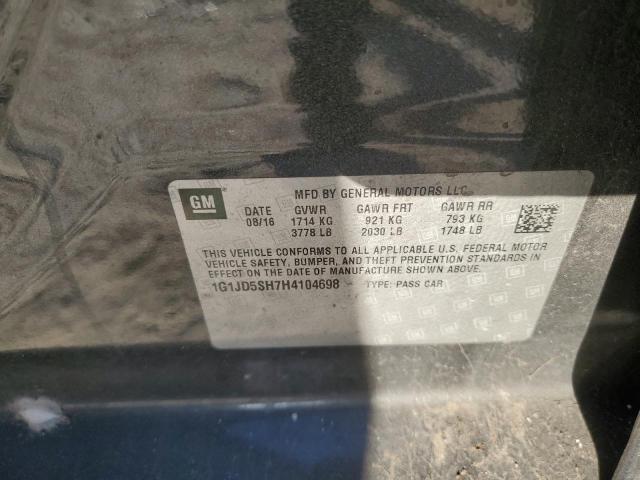 GM
MFD BY GENERAL MOTORS LLC
DATE GVWR GAWR FRT GAWR RR
08/16 1714 KG 921 KG 793 KG
3778 LB 2030 LB 1748 LB
THIS VEHICLE CONFORMS TO ALL APPLICABLE U.S. FEDERAL MOTOR
VEHICLE SAFETY, BUMPER, AND THEFT PREVENTION STANDARDS
IN EFFECT ON THE DATE OF MANUFACTURE SHOWN ABOVE.
1G1JD5SH7H4104698 TYPE: PASS CAR